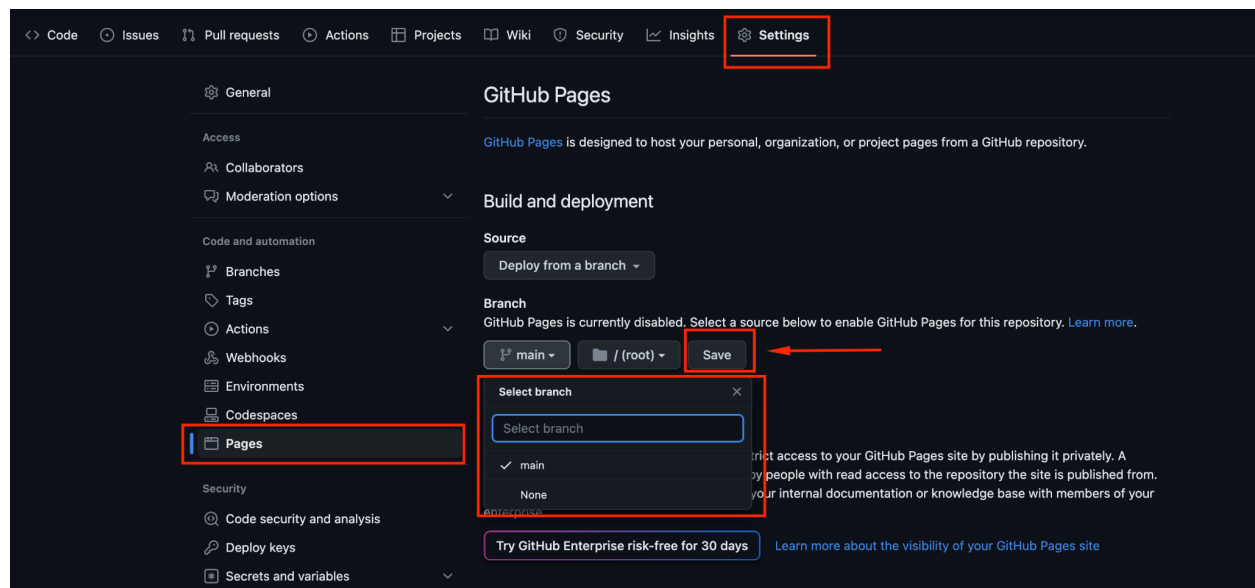 Code Issues Pull requests Actions Projects Wiki Security Insights Settings
General
Access
Collaborators
Moderation options
Code and automation
Branches
Tags
Actions
Webhooks
Environments
Codespaces
Pages
Security
Code security and analysis
Deploy keys
Secrets and variables
GitHub Pages
GitHub Pages is designed to host your personal, organization, or project pages from a GitHub repository.
Build and deployment
Source
Deploy from a branch
Branch
GitHub Pages is currently disabled. Select a source below to enable GitHub Pages for this repository. Learn more.
main / (root) Save
Select branch
Select branch
main
None
access to your GitHub Pages site by publishing it privately. A
people with read access to the repository the site is published from.
your internal documentation or knowledge base with members of your
enterprise
Try GitHub Enterprise risk-free for 30 days Learn more about the visibility of your GitHub Pages site